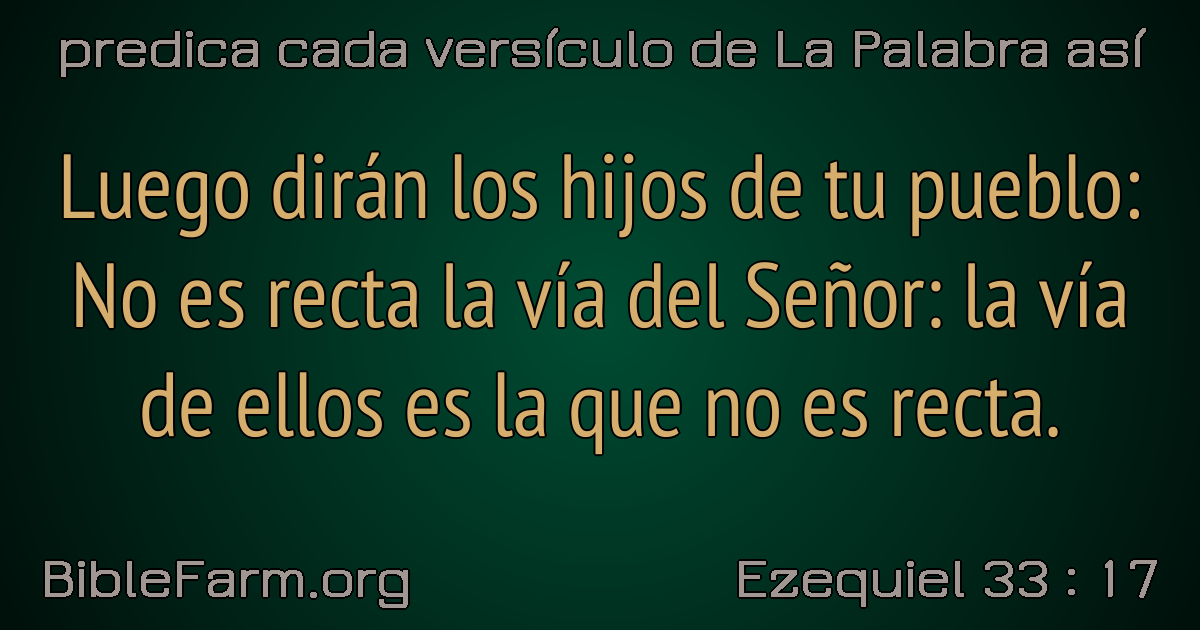 predica cada versículo de La Palabra así
Luego dirán los hijos de tu pueblo:
No es recta la vía del Señor: la vía
de ellos es la que no es recta.
BibleFarm.org
Ezequiel 33 : 17